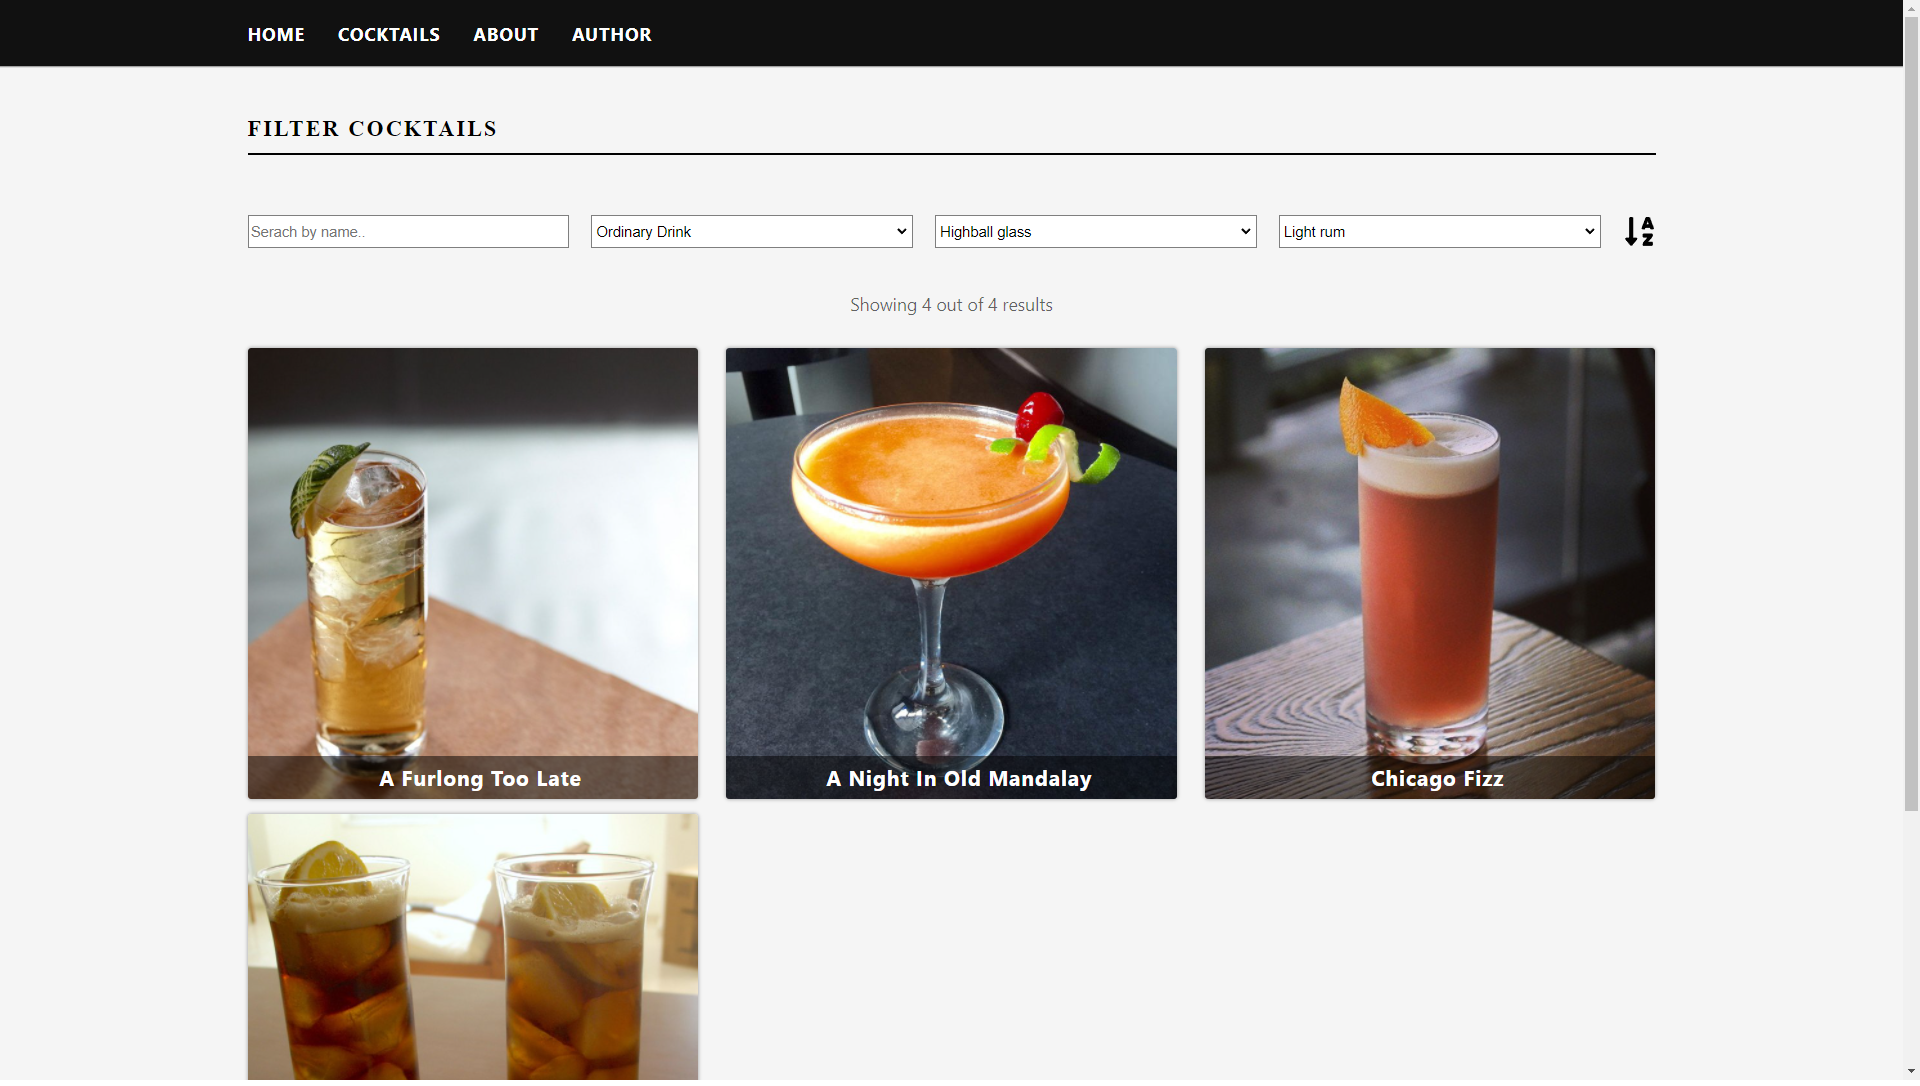 HOME COCKTAILS ABOUT AUTHOR
FILTER COCKTAILS
Serach by name.. Ordinary Drink Highball glass Light rum AZ
Showing 4 out of 4 results
A Furlong Too Late A Night In Old Mandalay Chicago Fizz